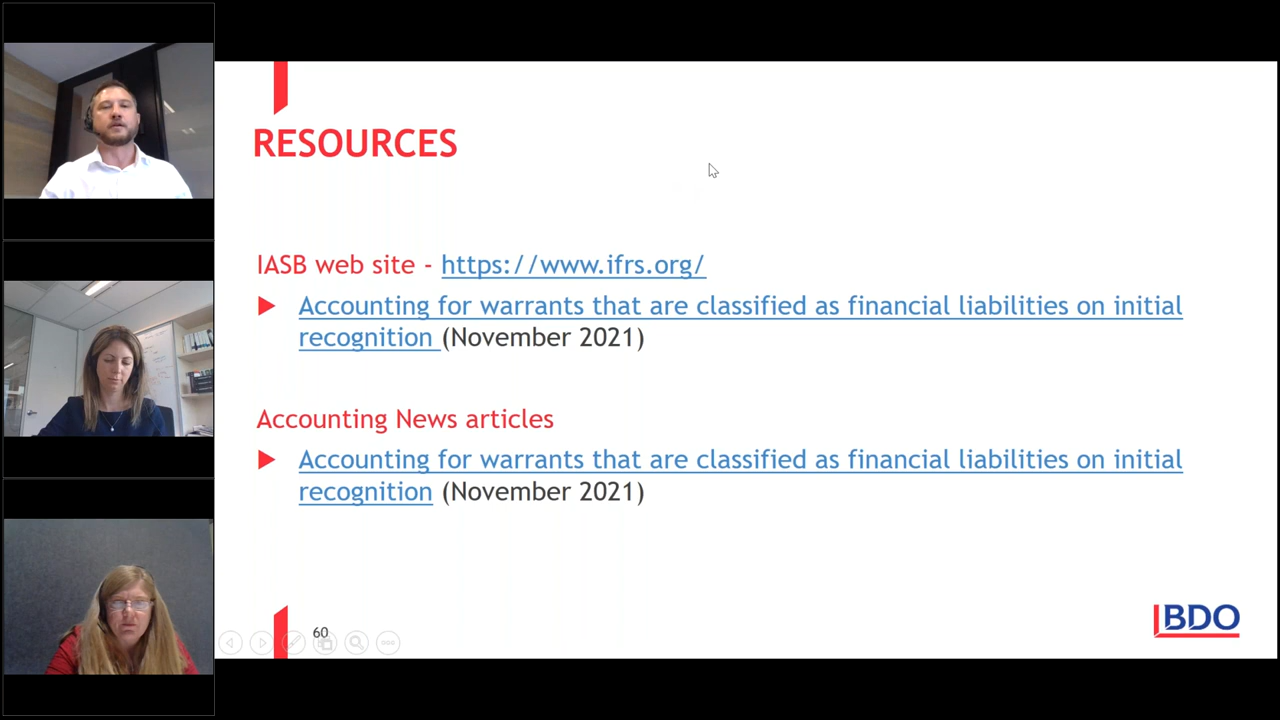 RESOURCES
IASB web site - https://www.ifrs.org/
Accounting for warrants that are classified as financial liabilities on initial
recognition (November 2021)
Accounting News articles
Accounting for warrants that are classified as financial liabilities on initial
recognition (November 2021)
60
BDO